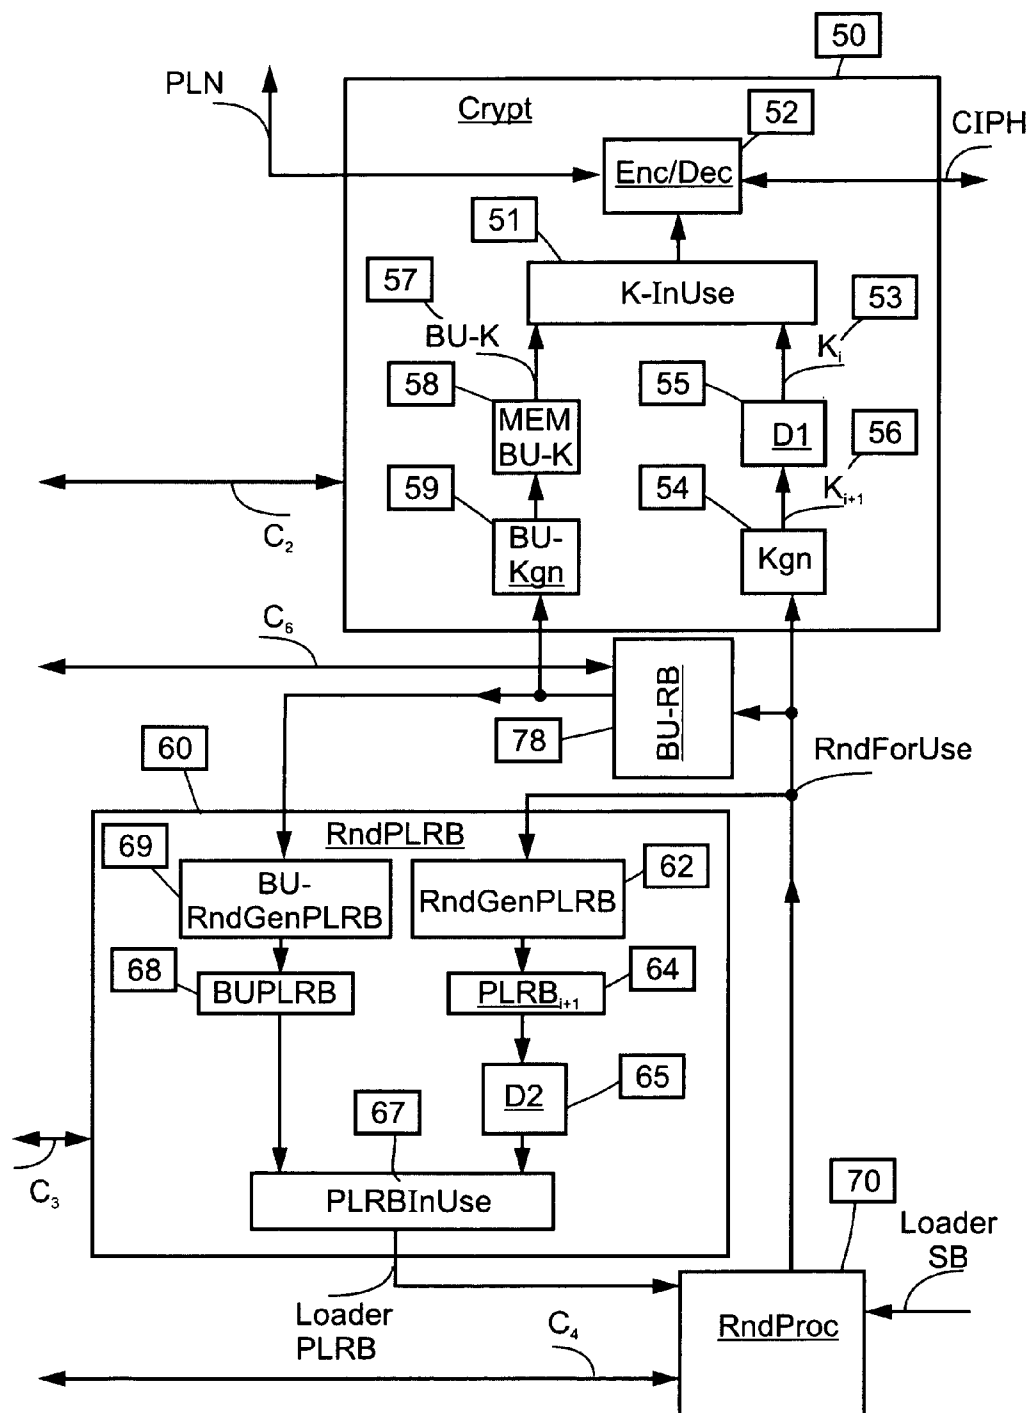 50
PLN
Crypt
52
CIPH
Enc/Dec
51
57
K-InUse
53
BU-K
Ki
58
55
MEM
BU-K
D1
56
59
54
Ki+1
C2
BU-
Kgn
Kgn
C6
BU-RB
78
60
RndForUse
RndPLRB
69
62
BU-
RndGenPLRB
RndGenPLRB
68
64
BUPLRB
PLRBi+1
D2
65
67
C3
PLRBInUse
70
Loader
SB
Loader
PLRB
C4
RndProc